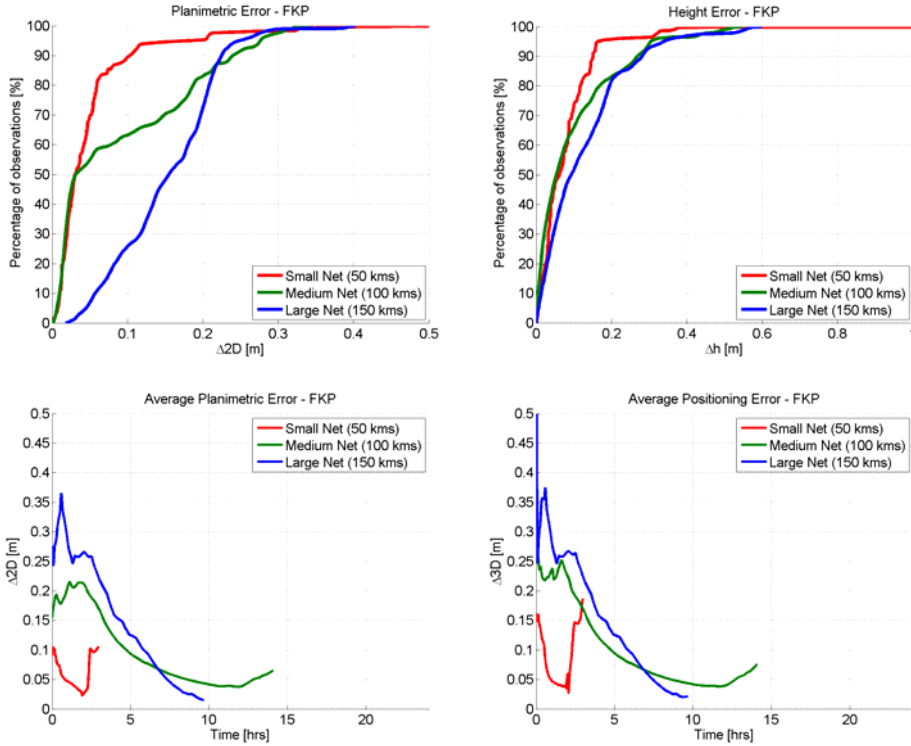 Planimetric Error - FKP
Percentage of observations [%]
100
90
80
70
60
50
40
30
20
10
0
Small Net (50 kms)
Medium Net (100 kms)
Large Net (150 kms)
0 0.1 0.2 0.3 0.4 0.5
Δ2D [m]
Height Error - FKP
Percentage of observations [%]
100
90
80
70
60
50
40
30
20
10
0
Small Net (50 kms)
Medium Net (100 kms)
Large Net (150 kms)
0 0.2 0.4 0.6 0.8
Δh [m]
Average Planimetric Error - FKP
Δ2D [m]
0.5
0.45
0.4
0.35
0.3
0.25
0.2
0.15
0.1
0.05
0
Small Net (50 kms)
Medium Net (100 kms)
Large Net (150 kms)
0 5 10 15 20
Time [hrs]
Average Positioning Error - FKP
Δ3D [m]
0.5
0.45
0.4
0.35
0.3
0.25
0.2
0.15
0.1
0.05
0
Small Net (50 kms)
Medium Net (100 kms)
Large Net (150 kms)
0 5 10 15 20
Time [hrs]